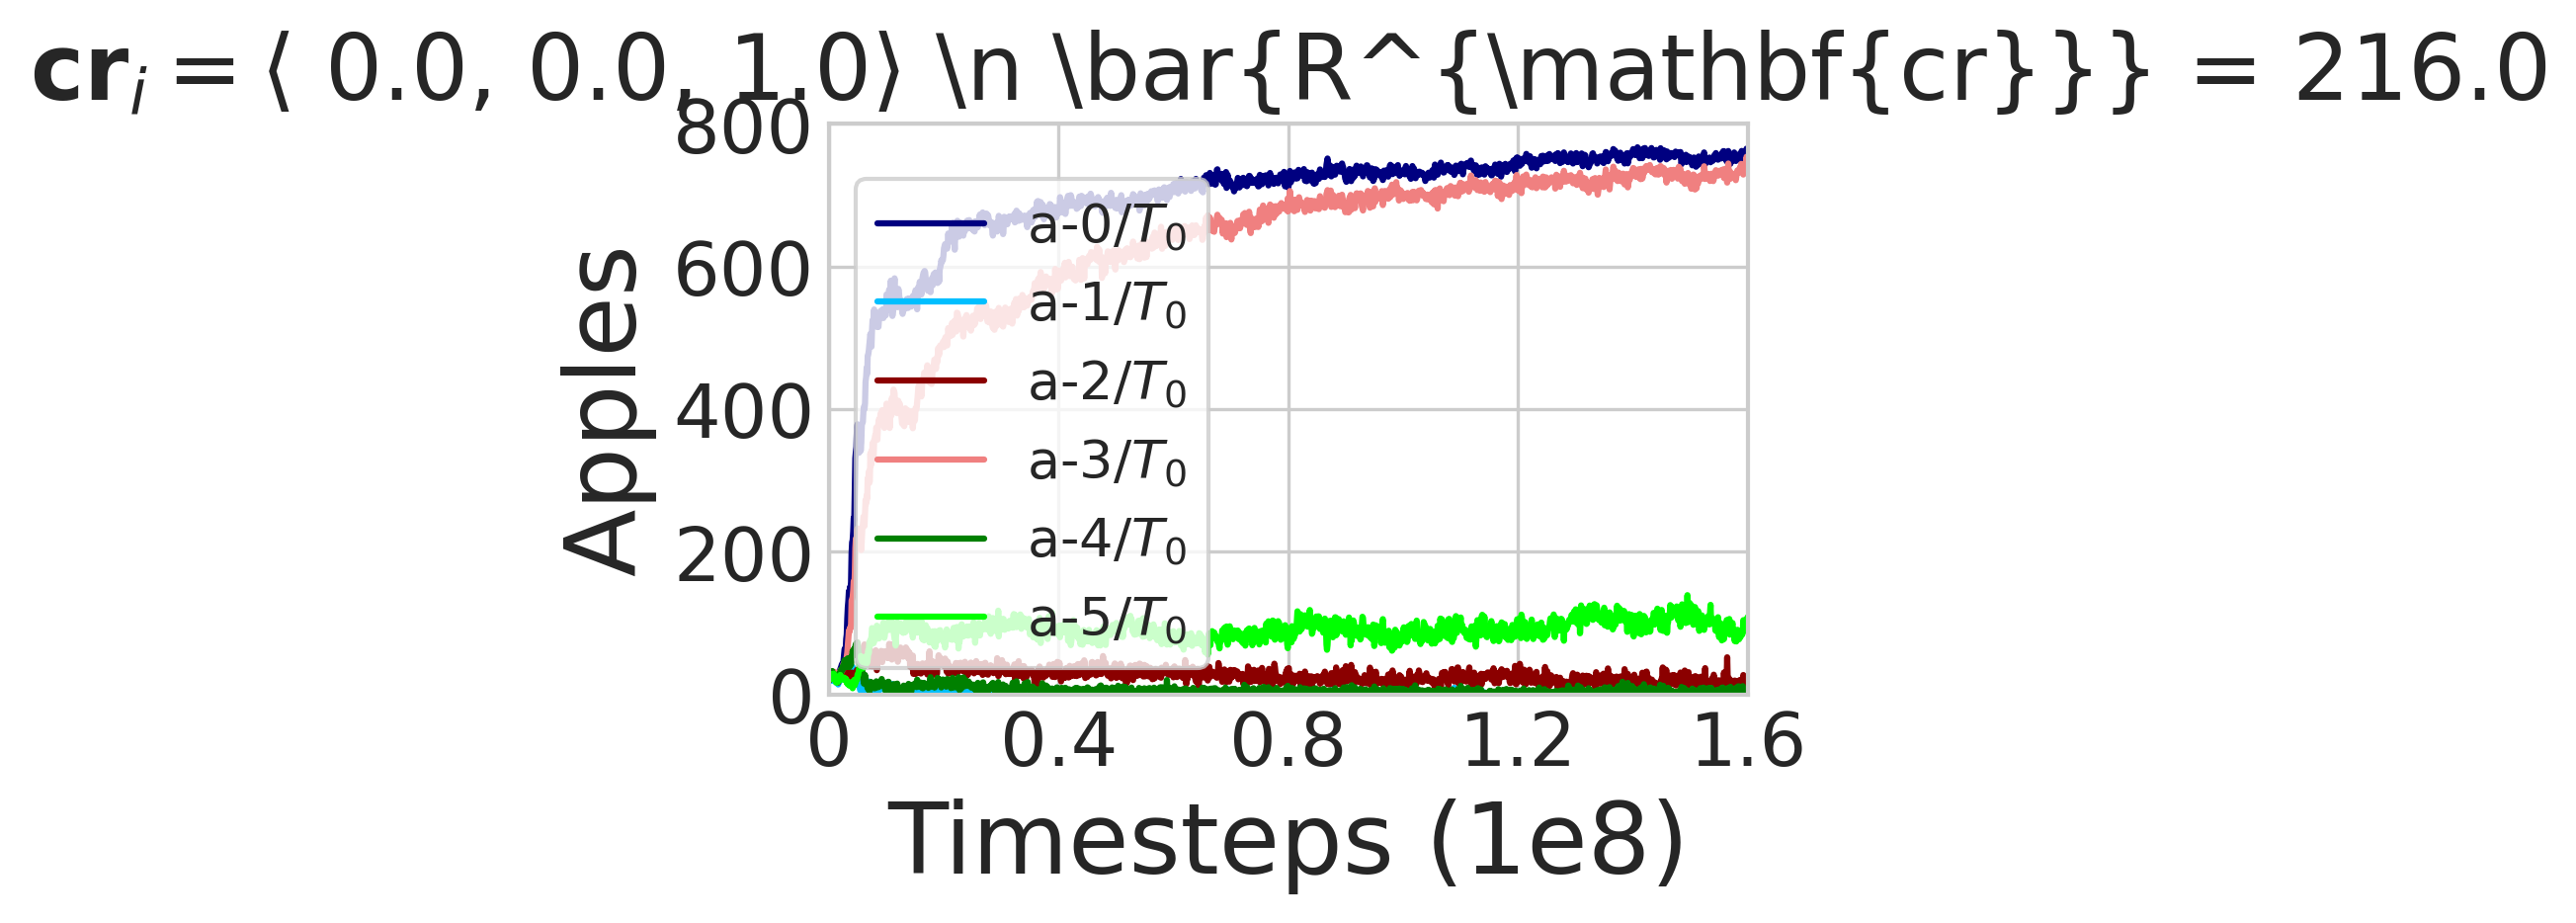 cr_i = ⟨ 0.0, 0.0, 1.0⟩ \n \bar{R^{\mathbf{cr}}} = 216.0
800
600
400
200
0
Apples
a-0/T_0
a-1/T_0
a-2/T_0
a-3/T_0
a-4/T_0
a-5/T_0
0 0.4 0.8 1.2 1.6
Timesteps (1e8)